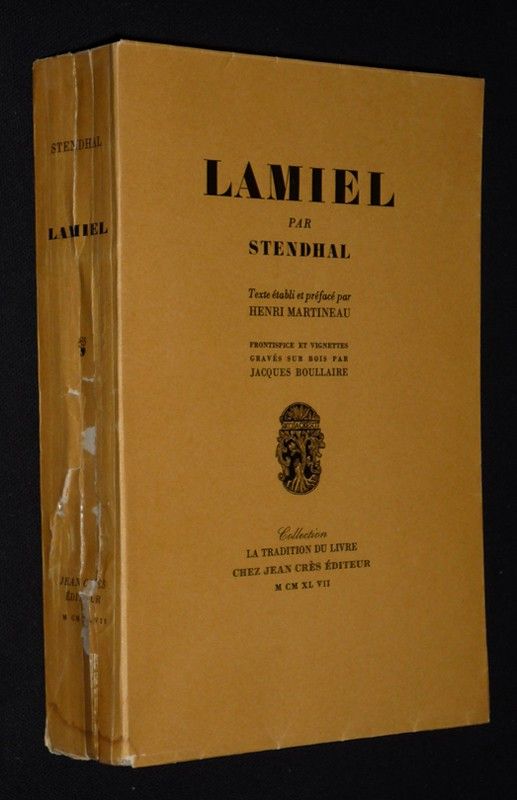 STENDHAL
LAMIEL
JEAN CRÈS
ÉDITEUR
LAMIEL
PAR
STENDHAL
Texte établi et préfacé par
HENRI MARTINEAU
FRONTISPICE ET VIGNETTES
GRAVÉS SUR BOIS PAR
JACQUES BOULLAIRE
Collection
LA TRADITION DU LIVRE
CHEZ JEAN CRÈS ÉDITEUR
M CM XL VII